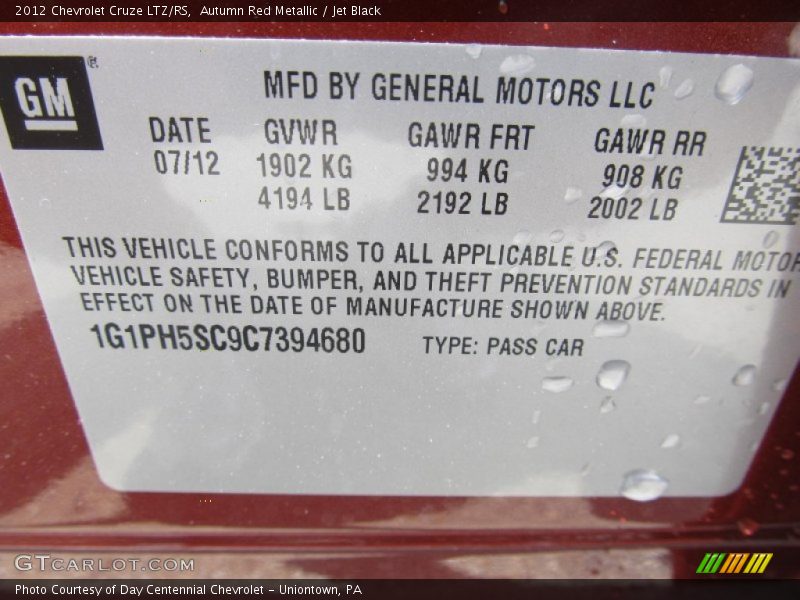 2012 Chevrolet Cruze LTZ/RS, Autumn Red Metallic / Jet Black
GM®
MFD BY GENERAL MOTORS LLC
DATE GVWR GAWR FRT GAWR RR
07/12 1902 KG 994 KG 908 KG
4194 LB 2192 LB 2002 LB
THIS VEHICLE CONFORMS TO ALL APPLICABLE U.S. FEDERAL MOTOR
VEHICLE SAFETY, BUMPER, AND THEFT PREVENTION STANDARDS IN
EFFECT ON THE DATE OF MANUFACTURE SHOWN ABOVE.
1G1PH5SC9C7394680 TYPE: PASS CAR
GTCARLOT.COM
Photo Courtesy of Day Centennial Chevrolet - Uniontown, PA